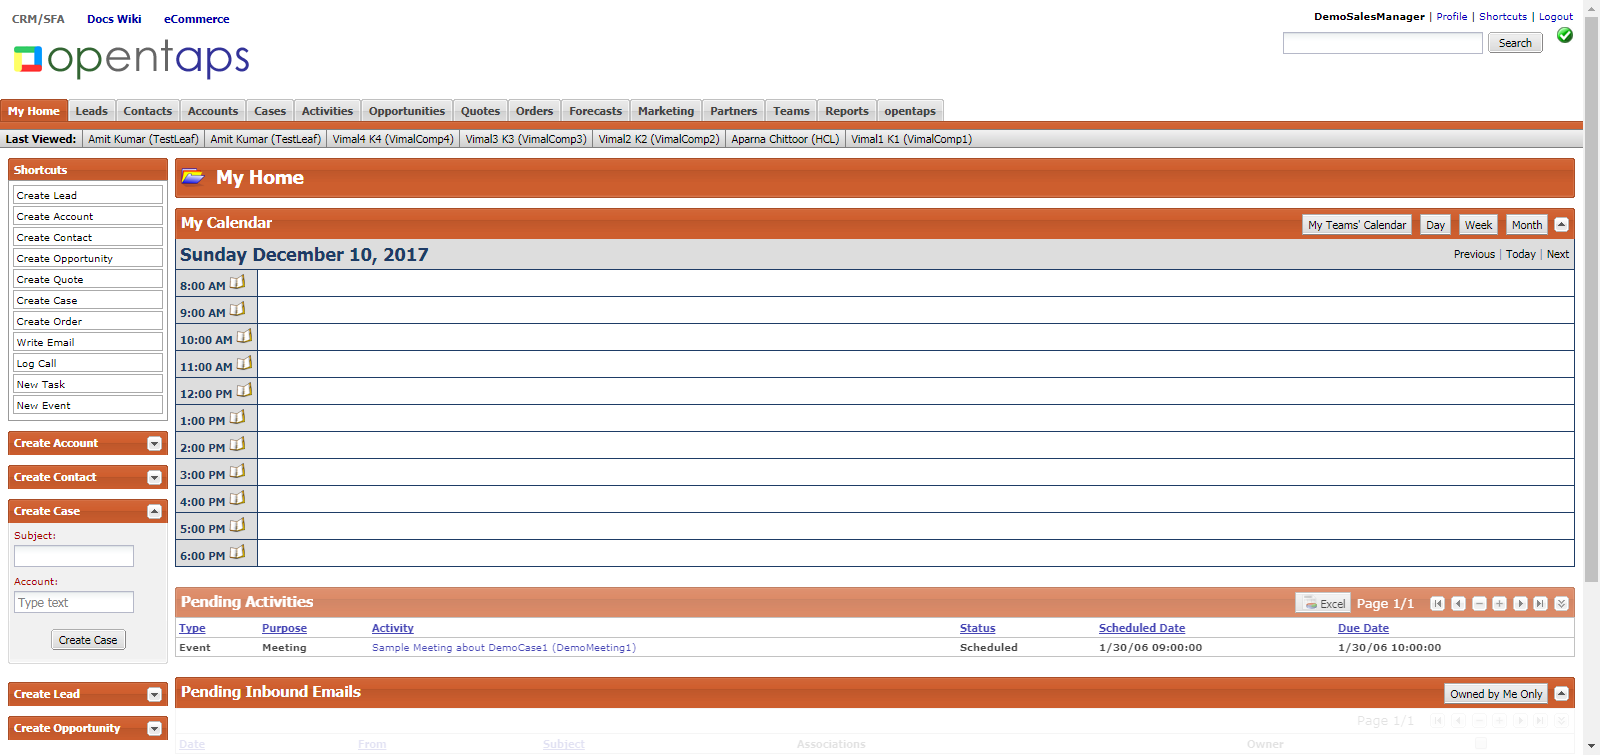 CRM/SFA Docs Wiki eCommerce
DemoSalesManager | Profile | Shortcuts | Logout
opentaps
Search
My Home Leads Contacts Accounts Cases Activities Opportunities Quotes Orders Forecasts Marketing Partners Teams Reports opentaps
Last Viewed: Amit Kumar (TestLeaf) Amit Kumar (TestLeaf) Vimal4 K4 (VimalComp4) Vimal3 K3 (VimalComp3) Vimal2 K2 (VimalComp2) Aparna Chittoor (HCL) Vimal1 K1 (VimalComp1)
Shortcuts
Create Lead
Create Account
Create Contact
Create Opportunity
Create Quote
Create Case
Create Order
Write Email
Log Call
New Task
New Event
Create Account
Create Contact
Create Case
Subject:
Account:
Type text
Create Case
Create Lead
Create Opportunity
My Home
My Calendar My Teams' Calendar Day Week Month
Sunday December 10, 2017 Previous | Today | Next
8:00 AM
9:00 AM
10:00 AM
11:00 AM
12:00 PM
1:00 PM
2:00 PM
3:00 PM
4:00 PM
5:00 PM
6:00 PM
Pending Activities Excel Page 1/1
Type Purpose Activity Status Scheduled Date Due Date
Event Meeting Sample Meeting about DemoCase1 (DemoMeeting1) Scheduled 1/30/06 09:00:00 1/30/06 10:00:00
Pending Inbound Emails Owned by Me Only
Page 1/1
Date From Subject Associations Owner